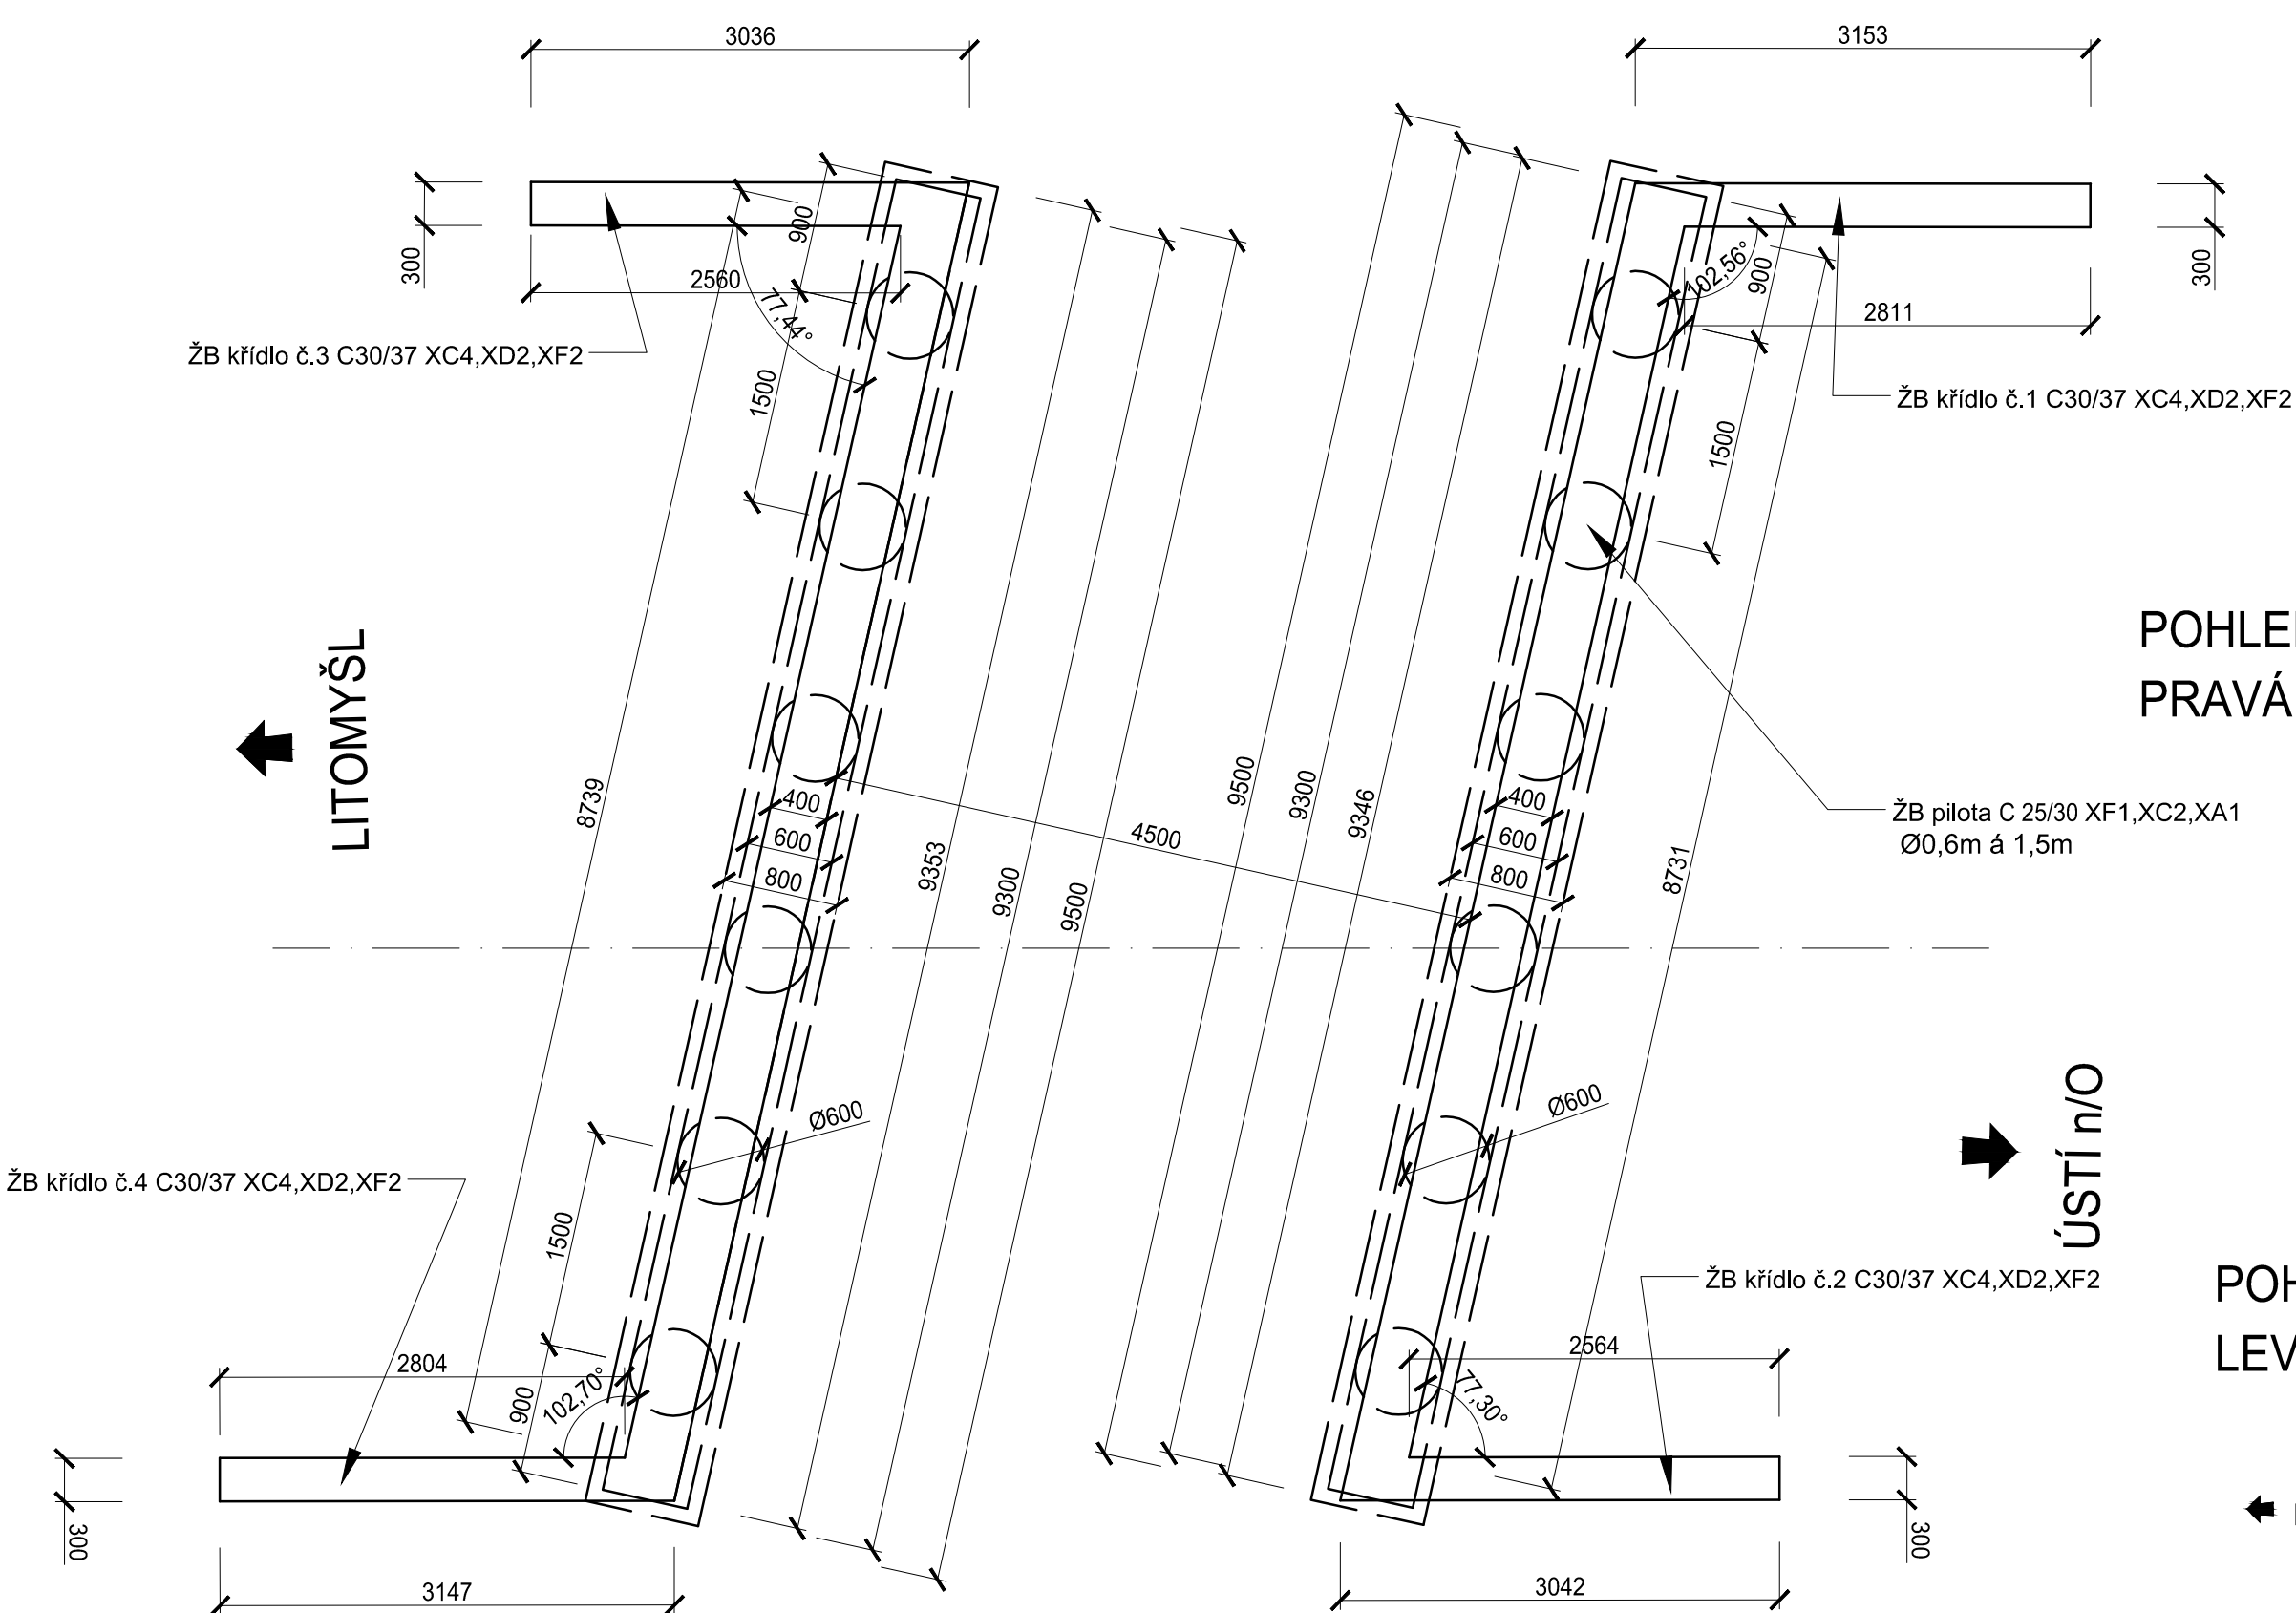 3036
3153
900
300
2560
77,44°
102,56°
900
300
2811
ŽB křídlo č.3 C30/37 XC4,XD2,XF2
1500
ŽB křídlo č.1 C30/37 XC4,XD2,XF2
1500
LITOMYŠL
POHLE
PRAVÁ
8739
400
600
800
4500
9353
9300
9500
9500
9300
9346
400
600
800
8731
ŽB pilota C 25/30 XF1,XC2,XA1
Ø0,6m á 1,5m
Ø600
Ø600
ÚSTÍ n/O
ŽB křídlo č.4 C30/37 XC4,XD2,XF2
1500
ŽB křídlo č.2 C30/37 XC4,XD2,XF2
POH
LEV
2804
900
102,70°
2564
77,30°
300
300
3147
3042